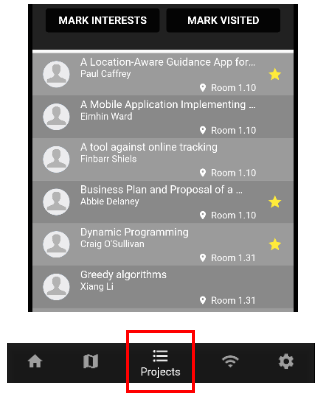 MARK INTERESTS MARK VISITED
A Location-Aware Guidance App for...
Paul Caffrey
Room 1.10
A Mobile Application Implementing ...
Eimhin Ward
Room 1.10
A tool against online tracking
Finbarr Shiels
Room 1.10
Business Plan and Proposal of a ...
Abbie Delaney
Room 1.10
Dynamic Programming
Craig O'Sullivan
Room 1.31
Greedy algorithms
Xiang Li
Room 1.31
Projects